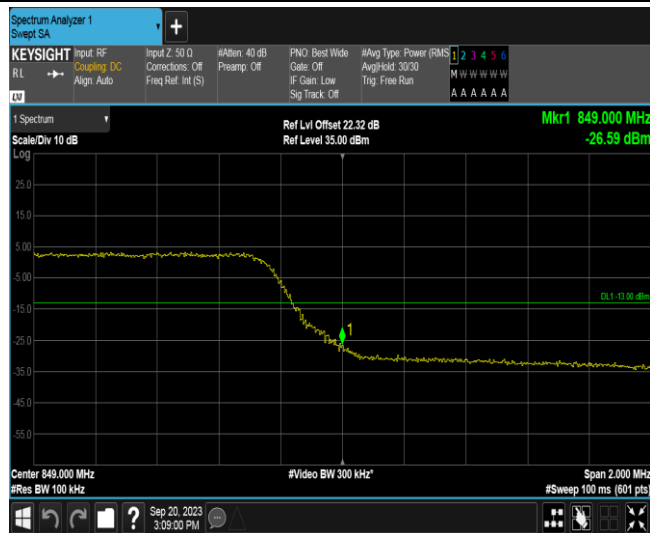 Spectrum Analyzer 1
Swept SA
KEYSIGHT
RL
Input: RF
Coupling: DC
Align: Auto
Input Z: 50 Ω
Corrections: Off
Freq Ref: Int (S)
#Atten: 40 dB
Preamp: Off
PNO: Best Wide
Gate: Off
IF Gain: Low
Sig Track: Off
#Avg Type: Power (RMS
Avg|Hold: 30/30
Trig: Free Run
1 2 3 4 5 6
M W W W W W
A A A A A A
1 Spectrum
Scale/Div 10 dB
Log
Ref Lvl Offset 22.32 dB
Ref Level 35.00 dBm
Mkr1 849.000 MHz
-26.59 dBm
25.0
15.0
5.00
-5.00
DL1 -13.00 dBm
-15.0
1
-25.0
-35.0
-45.0
-55.0
Center 849.000 MHz
#Video BW 300 kHz*
Span 2.000 MHz
#Res BW 100 kHz
#Sweep 100 ms (601 pts)
?
Sep 20, 2023
3:09:00 PM